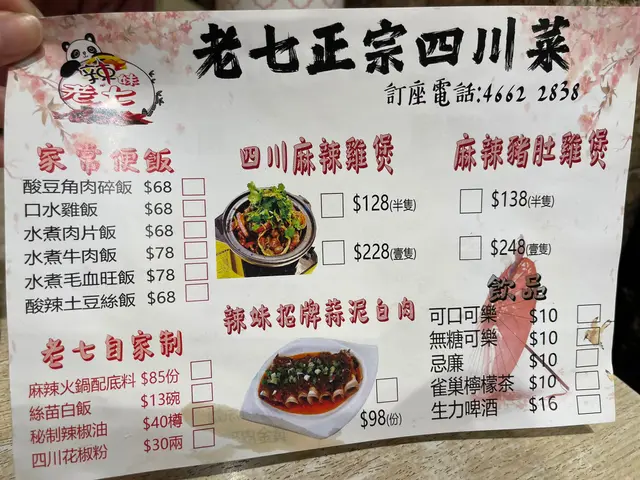 老七正宗四川菜
訂座電話:4662 2838
辣妹
老七
家常便飯
酸豆角肉碎飯 $68
口水雞飯 $68
水煮肉片飯 $68
水煮牛肉飯 $78
水煮毛血旺飯 $78
酸辣土豆絲飯 $68
四川麻辣雞煲
$128(半隻)
$228(壹隻)
麻辣豬肚雞煲
$138(半隻)
$248(壹隻)
老七自家制
麻辣火鍋配底料 $85份
絲苗白飯 $13碗
秘制辣椒油 $40樽
四川花椒粉 $30兩
辣妹招牌蒜泥白肉
$98(份)
飲品
可口可樂 $10
無糖可樂 $10
忌廉 $10
雀巢檸檬茶 $10
生力啤酒 $16